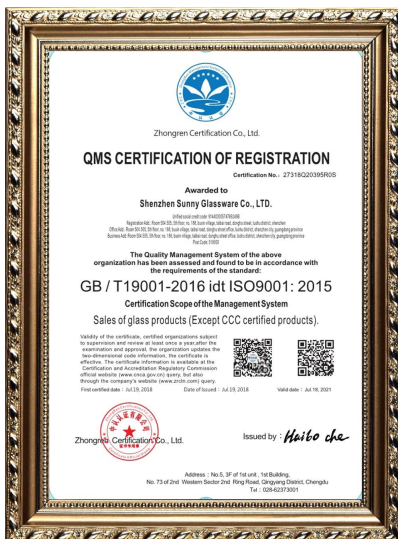 Zhongren Certification Co., Ltd.
QMS CERTIFICATION OF REGISTRATION
Certification No.: 27318Q20395R0S
Awarded to
Shenzhen Sunny Glassware Co., LTD.
The Quality Management System of the above
organization has been assessed and found to be in accordance with
the requirements of the standard:
GB / T19001-2016 idt ISO9001: 2015
Certification Scope of the Management System
Sales of glass products (Except CCC certified products).
Validity of the certificate, certified organizations subject
to supervision and review at least once a year,after the
examination and approval, the organization updates the
two-dimensional code information, the certificate is
effective. The certificate information is available at the
Certification and Accreditation Regulatory Commission
official website (www.cnca.gov.cn) query, but also
through the company's website (www.zrcln.com) query.
First certified date : Jul.19, 2018
Date of Issued : Jul.19, 2018
Valid date : Jul.18, 2021
Zhongren Certification Co., Ltd.
Issued by : Haibo che
Address : No.5, 3F of 1st unit , 1st Building,
No. 73 of 2nd Western Sector 2nd Ring Road, Qingyang District, Chengdu
Tel : 028-62373001